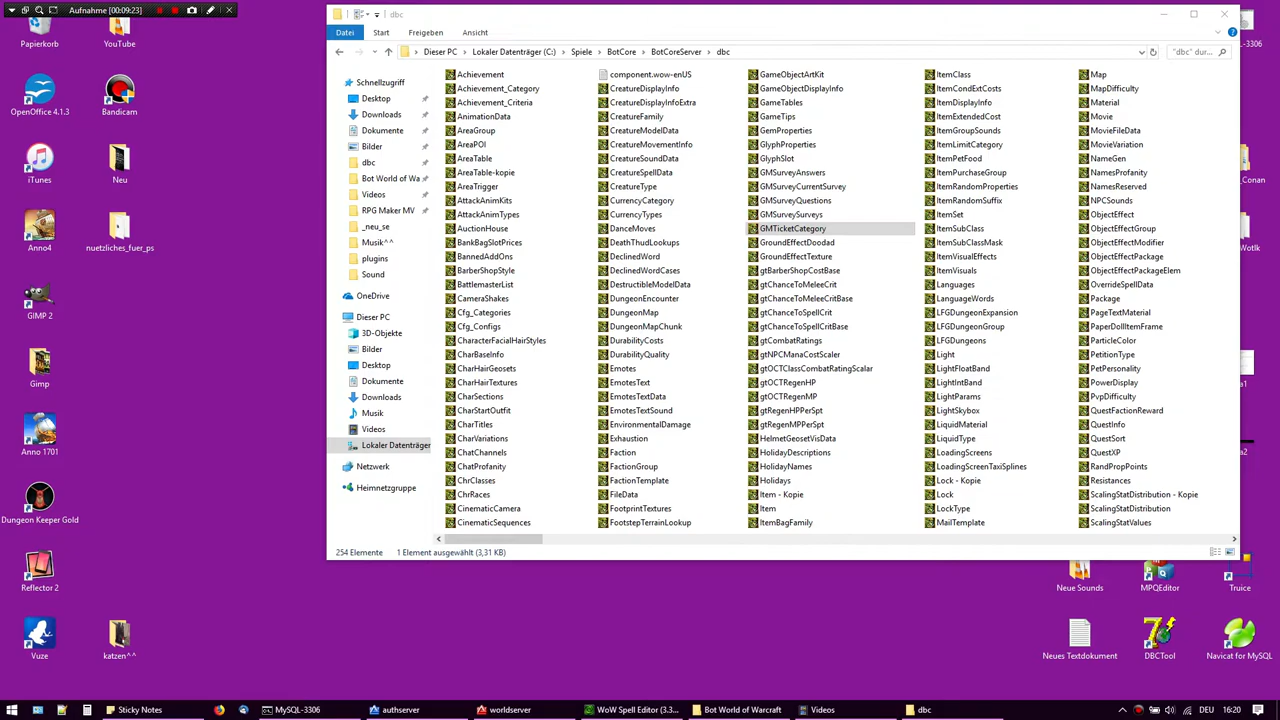 Aufnahme [00:09:23]
Papierkorb
YouTube
OpenOffice 4.1.3
Bandicam
iTunes
Neu
Anno4
nuetzliches_fuer_ps
GIMP 2
Gimp
Anno 1701
Dungeon Keeper Gold
Reflector 2
Vuze
katzen^^
dbc
Datei Start Freigeben Ansicht
Dieser PC > Lokaler Datenträger (C:) > Spiele > BotCore > BotCoreServer > dbc
"dbc" dur...
Schnellzugriff
Desktop
Downloads
Dokumente
Bilder
dbc
Bot World of Wa
Videos
RPG Maker MV
_neu_se
Musik^^
plugins
Sound
OneDrive
Dieser PC
3D-Objekte
Bilder
Desktop
Dokumente
Downloads
Musik
Videos
Lokaler Datenträger
Netzwerk
Heimnetzgruppe
Achievement
Achievement_Category
Achievement_Criteria
AnimationData
AreaGroup
AreaPOI
AreaTable
AreaTable-kopie
AreaTrigger
AttackAnimKits
AttackAnimTypes
AuctionHouse
BankBagSlotPrices
BannedAddOns
BarberShopStyle
BattlemasterList
CameraShakes
Cfg_Categories
Cfg_Configs
CharacterFacialHairStyles
CharBaseInfo
CharHairGeosets
CharHairTextures
CharSections
CharStartOutfit
CharTitles
CharVariations
ChatChannels
ChatProfanity
ChrClasses
ChrRaces
CinematicCamera
CinematicSequences
component.wow-enUS
CreatureDisplayInfo
CreatureDisplayInfoExtra
CreatureFamily
CreatureModelData
CreatureMovementInfo
CreatureSoundData
CreatureSpellData
CreatureType
CurrencyCategory
CurrencyTypes
DanceMoves
DeathThudLookups
DeclinedWord
DeclinedWordCases
DestructibleModelData
DungeonEncounter
DungeonMap
DungeonMapChunk
DurabilityCosts
DurabilityQuality
Emotes
EmotesText
EmotesTextData
EmotesTextSound
EnvironmentalDamage
Exhaustion
Faction
FactionGroup
FactionTemplate
FileData
FootprintTextures
FootstepTerrainLookup
GameObjectArtKit
GameObjectDisplayInfo
GameTables
GameTips
GemProperties
GlyphProperties
GlyphSlot
GMSurveyAnswers
GMSurveyCurrentSurvey
GMSurveyQuestions
GMSurveySurveys
GMTicketCategory
GroundEffectDoodad
GroundEffectTexture
gtBarberShopCostBase
gtChanceToMeleeCrit
gtChanceToMeleeCritBase
gtChanceToSpellCrit
gtChanceToSpellCritBase
gtCombatRatings
gtNPCManaCostScaler
gtOCTClassCombatRatingScalar
gtOCTRegenHP
gtOCTRegenMP
gtRegenHPPerSpt
gtRegenMPPerSpt
HelmetGeosetVisData
HolidayDescriptions
HolidayNames
Holidays
Item - Kopie
Item
ItemBagFamily
ItemClass
ItemCondExtCosts
ItemDisplayInfo
ItemExtendedCost
ItemGroupSounds
ItemLimitCategory
ItemPetFood
ItemPurchaseGroup
ItemRandomProperties
ItemRandomSuffix
ItemSet
ItemSubClass
ItemSubClassMask
ItemVisualEffects
ItemVisuals
Languages
LanguageWords
LFGDungeonExpansion
LFGDungeonGroup
LFGDungeons
Light
LightFloatBand
LightIntBand
LightParams
LightSkybox
LiquidMaterial
LiquidType
LoadingScreens
LoadingScreenTaxiSplines
Lock - Kopie
Lock
LockType
MailTemplate
Map
MapDifficulty
Material
Movie
MovieFileData
MovieVariation
NameGen
NamesProfanity
NamesReserved
NPCSounds
ObjectEffect
ObjectEffectGroup
ObjectEffectModifier
ObjectEffectPackage
ObjectEffectPackageElem
OverrideSpellData
Package
PageTextMaterial
PaperDollItemFrame
ParticleColor
PetitionType
PetPersonality
PowerDisplay
PvpDifficulty
QuestFactionReward
QuestInfo
QuestSort
QuestXP
RandPropPoints
Resistances
ScalingStatDistribution - Kopie
ScalingStatDistribution
ScalingStatValues
254 Elemente 1 Element ausgewählt (3,31 KB)
-3306
_Conan
Wotlk
a1
a2
Neue Sounds
MPQEditor
Truice
Neues Textdokument
DBCTool
Navicat for MySQL
Sticky Notes
MySQL-3306
authserver
worldserver
WoW Spell Editor (3.3....
Bot World of Warcraft
Videos
dbc
DEU
16:20